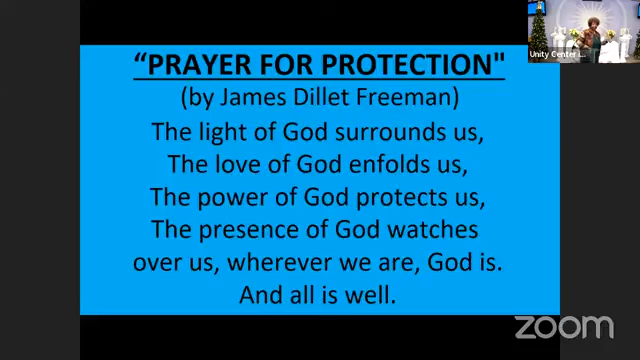 “PRAYER FOR PROTECTION"
(by James Dillet Freeman)
The light of God surrounds us,
The love of God enfolds us,
The power of God protects us,
The presence of God watches
over us, wherever we are, God is.
And all is well.
Unity Center i...
zoom